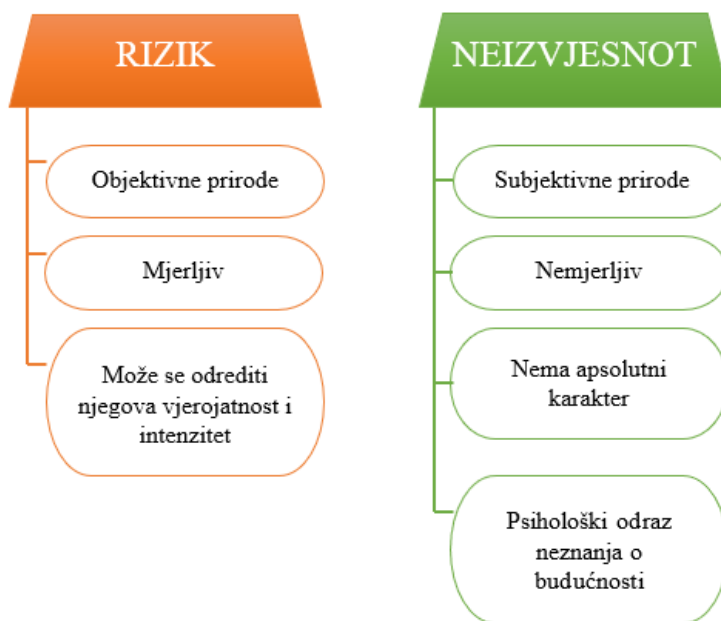 RIZIK
Objektivne prirode
Mjerljiv
Može se odrediti
njegova vjerojatnost i
intenzitet
NEIZVJESNOT
Subjektivne prirode
Nemjerljiv
Nema apsolutni
karakter
Psihološki odraz
neznanja o
budućnosti